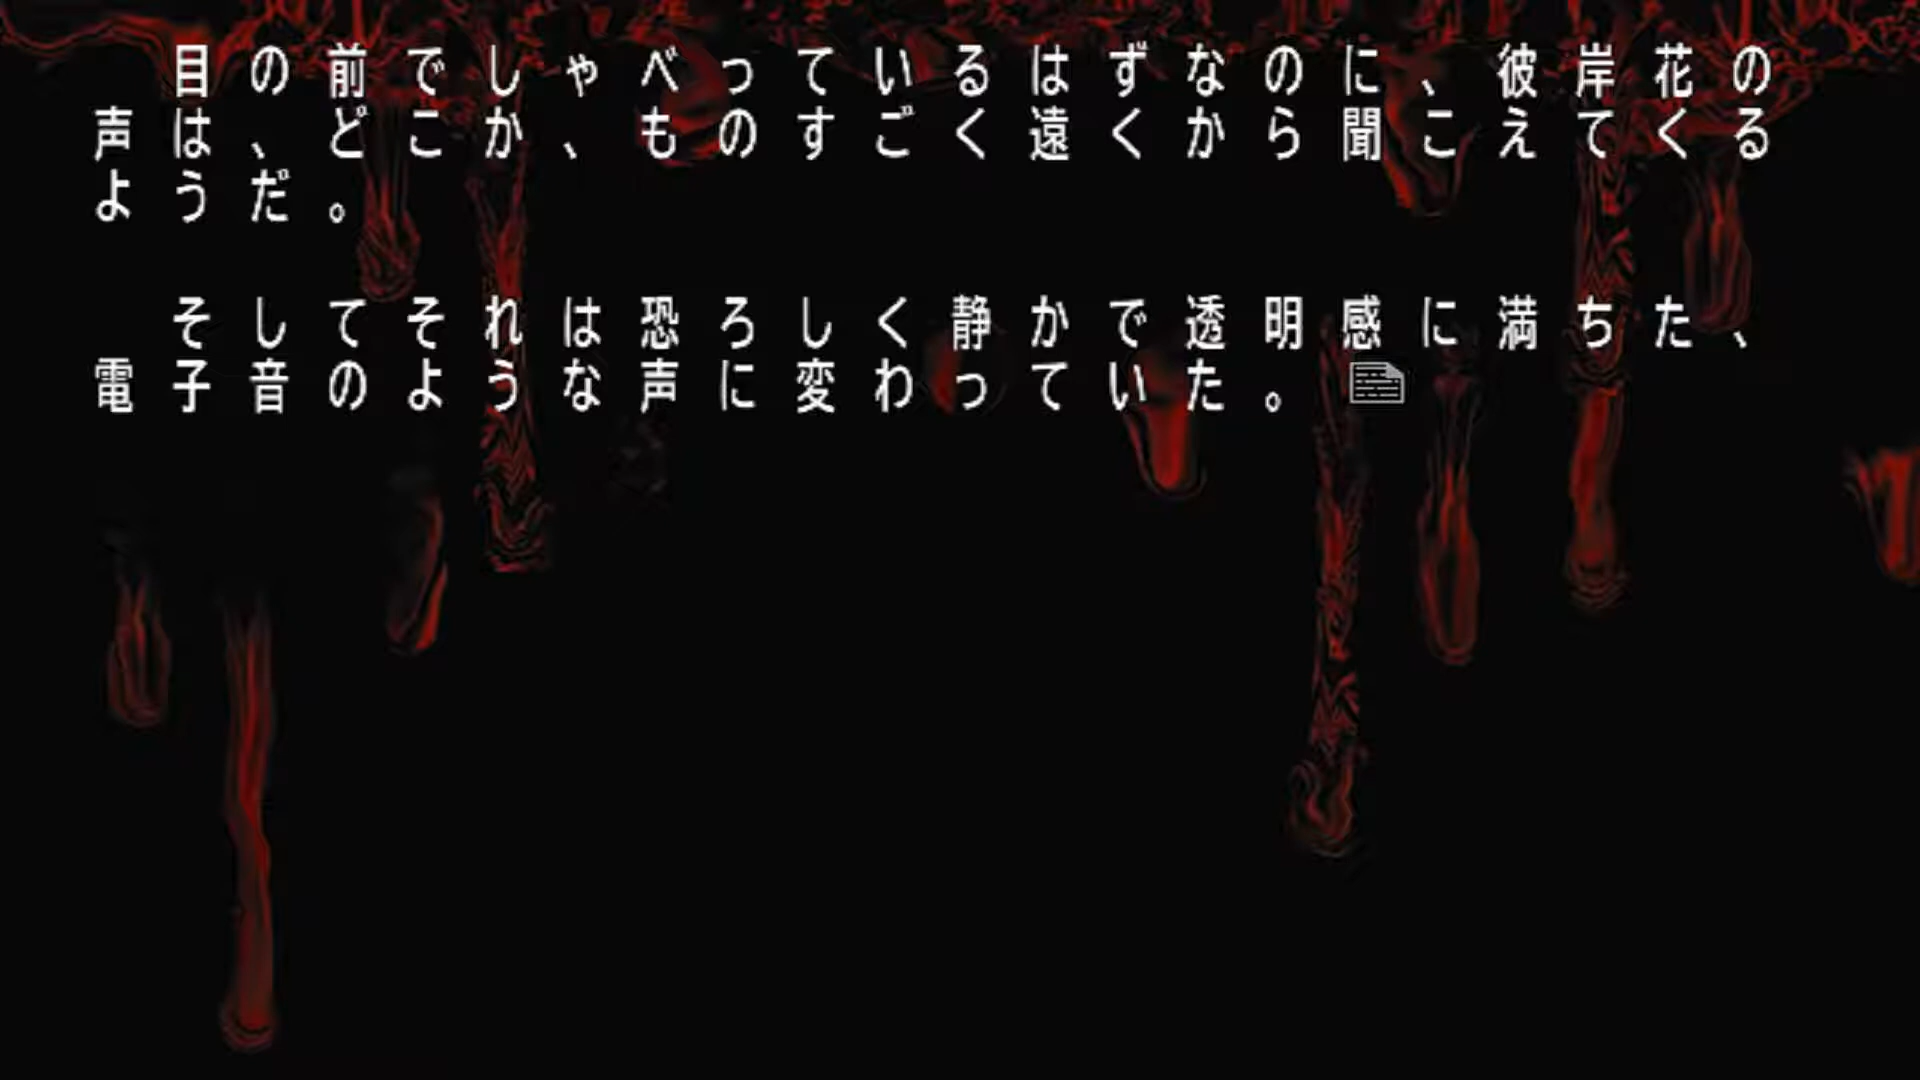 目の前でしゃべっているはずなのに、彼岸花の
声は、どこか、ものすごく遠くから聞こえてくる
ようだ。
そしてそれは恐ろしく静かで透明感に満ちた、
電子音のような声に変わっていた。